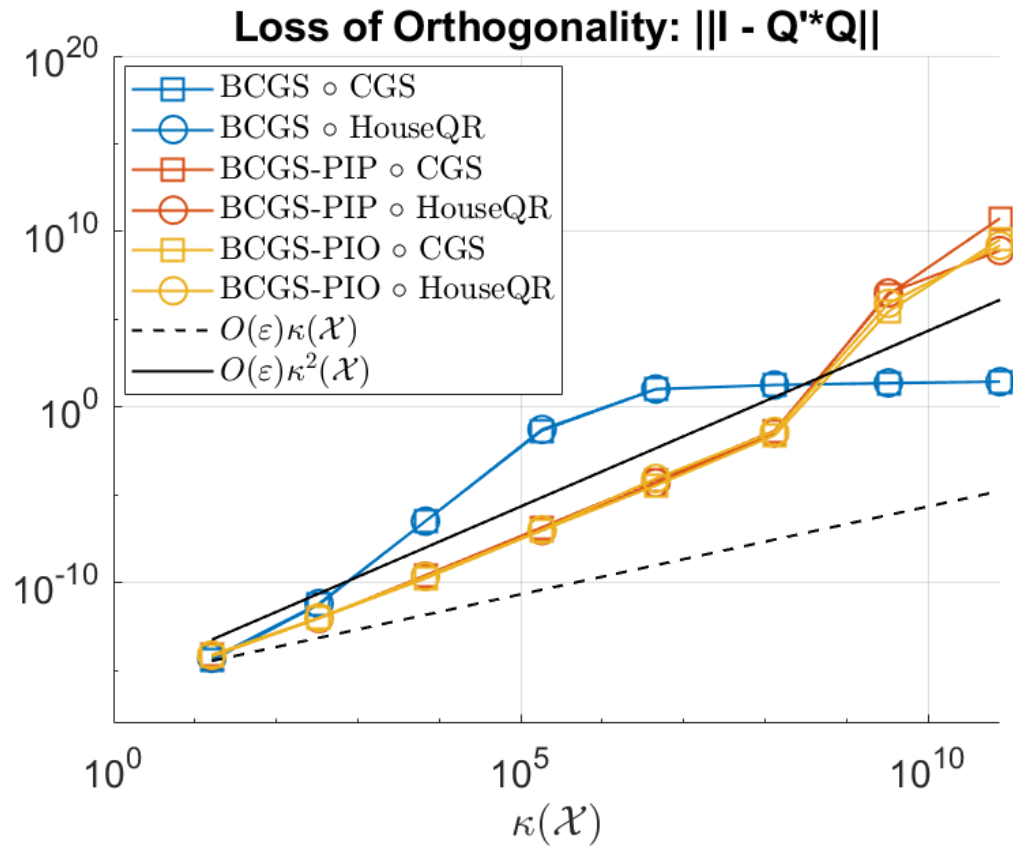 Loss of Orthogonality: ||I - Q'*Q||
10^20
10^10
10^0
10^-10
BCGS ∘ CGS
BCGS ∘ HouseQR
BCGS-PIP ∘ CGS
BCGS-PIP ∘ HouseQR
BCGS-PIO ∘ CGS
BCGS-PIO ∘ HouseQR
O(ε)κ(𝒳)
O(ε)κ²(𝒳)
10^0 10^5 10^10
κ(𝒳)